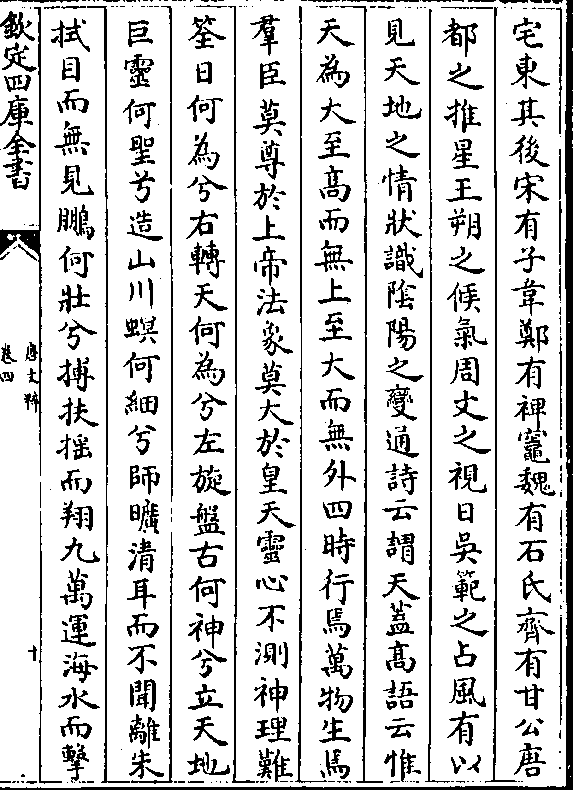 宅東其後宋有子韋鄭有裨竈魏有石氏齊有甘公唐
都之推星王朔之候氣周文之視日吳範之占風有以
見天地之情狀識陰陽之變通詩云謂天蓋髙語云惟
天為大至髙而無上至大而無外四時行焉萬物生焉
羣臣莫尊於上帝法象莫大於皇天靈心不測神理難
筌日何為兮右轉天何為兮左旋盤古何神兮立天地
巨靈何聖兮造山川螟何細兮師曠清耳而不聞離朱
拭目而無見鵬何壯兮搏扶摇而翔九萬運海水而擊
欽定四庫全書
唐文粹
卷四
十